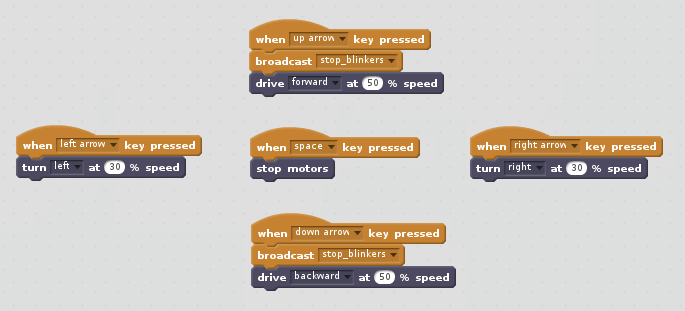 when up arrow key pressed
broadcast stop_blinkers
drive forward at 50 % speed
when left arrow key pressed
turn left at 30 % speed
when space key pressed
stop motors
when right arrow key pressed
turn right at 30 % speed
when down arrow key pressed
broadcast stop_blinkers
drive backward at 50 % speed